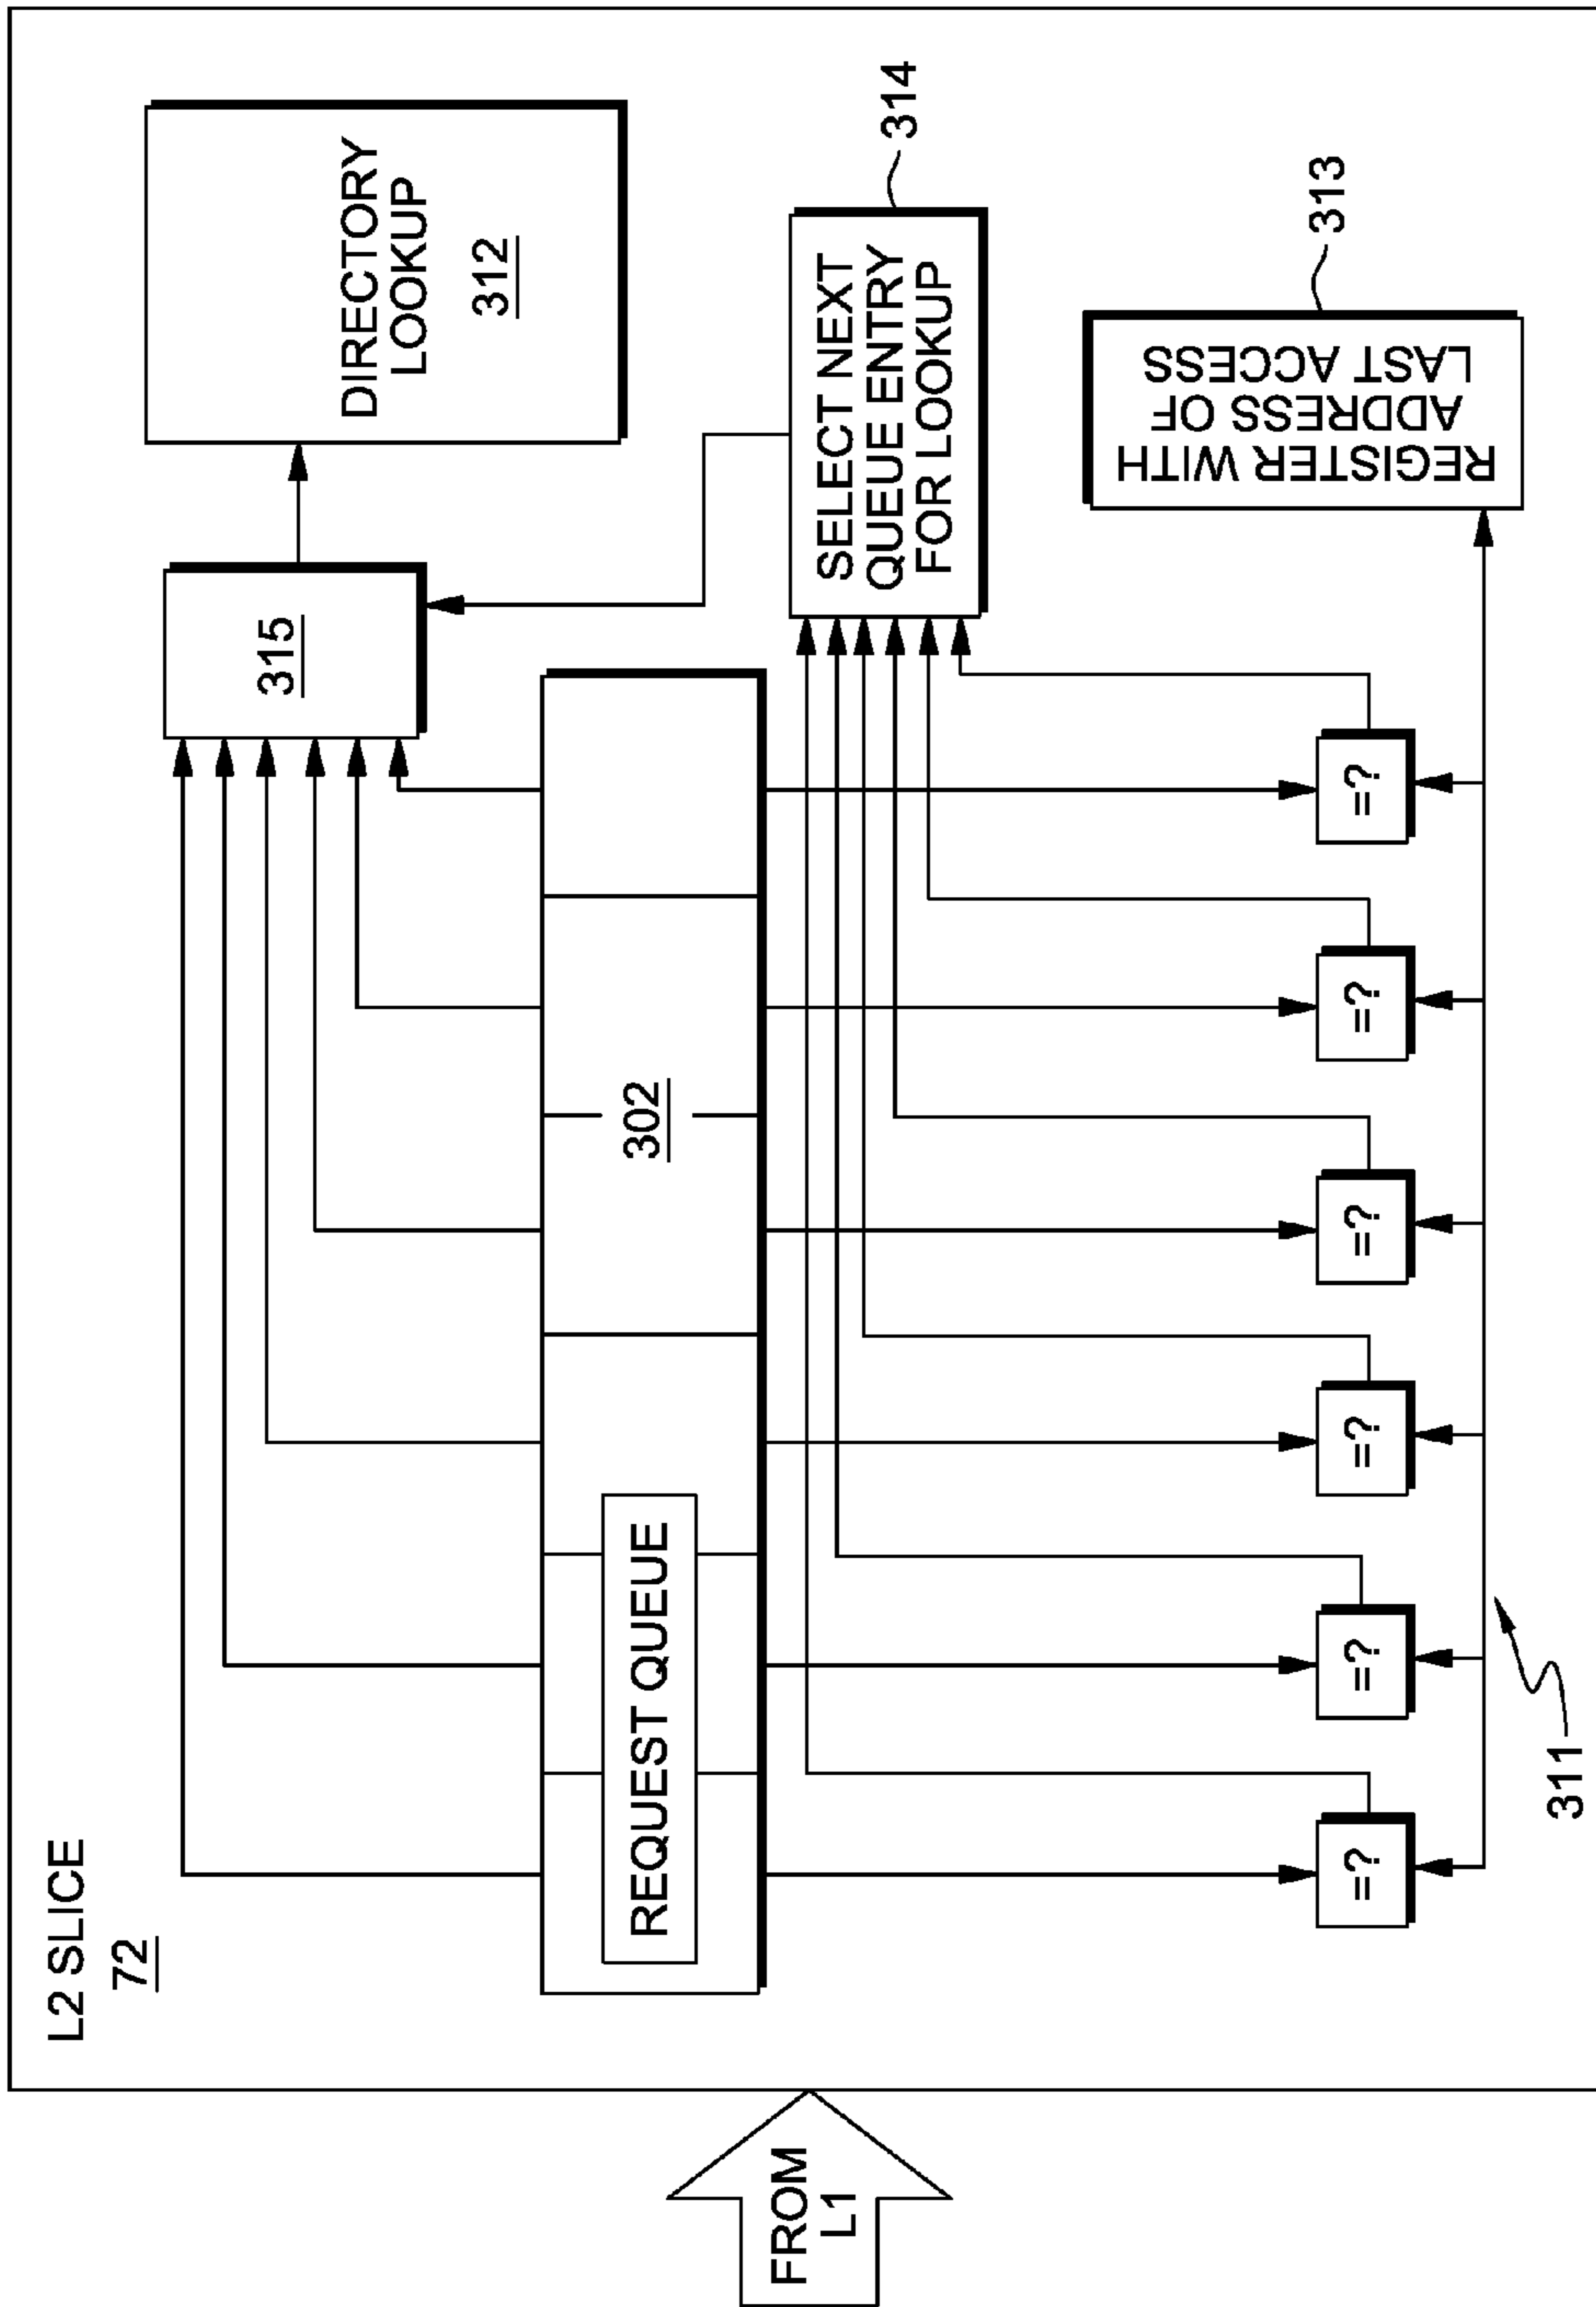 L2 SLICE
72
FROM
L1
REQUEST QUEUE
302
315
DIRECTORY
LOOKUP
312
SELECT NEXT
QUEUE ENTRY
FOR LOOKUP
314
REGISTER WITH
ADDRESS OF
LAST ACCESS
313
=?
=?
=?
=?
=?
=?
311